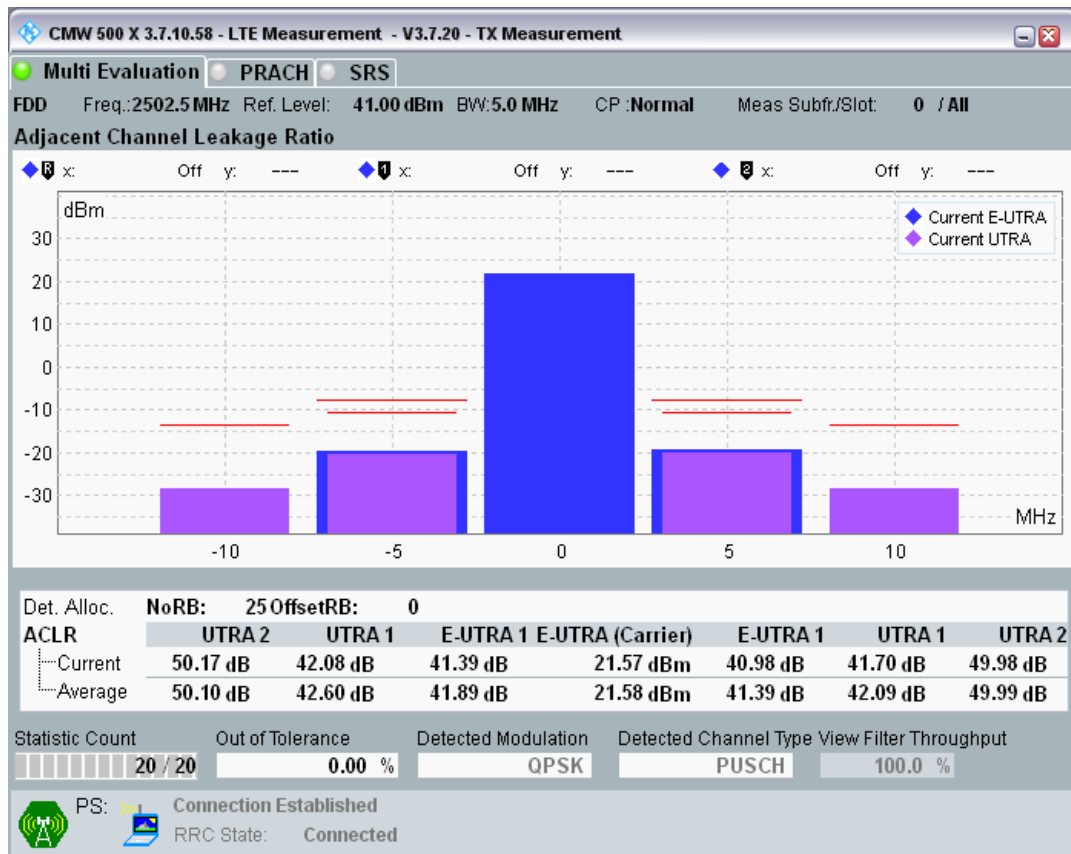 CMW 500 X 3.7.10.58 - LTE Measurement - V3.7.20 - TX Measurement
Multi Evaluation PRACH SRS
FDD Freq.:2502.5 MHz Ref. Level: 41.00 dBm BW:5.0 MHz CP :Normal Meas Subfr./Slot: 0 / All
Adjacent Channel Leakage Ratio
R x: Off y: --- 1 x: Off y: --- 2 x: Off y: ---
dBm
Current E-UTRA
Current UTRA
30
20
10
0
-10
-20
-30
MHz
-10 -5 0 5 10
Det. Alloc. NoRB: 25 OffsetRB: 0
ACLR UTRA 2 UTRA 1 E-UTRA 1 E-UTRA (Carrier) E-UTRA 1 UTRA 1 UTRA 2
Current 50.17 dB 42.08 dB 41.39 dB 21.57 dBm 40.98 dB 41.70 dB 49.98 dB
Average 50.10 dB 42.60 dB 41.89 dB 21.58 dBm 41.39 dB 42.09 dB 49.99 dB
Statistic Count Out of Tolerance Detected Modulation Detected Channel Type View Filter Throughput
20 / 20 0.00 % QPSK PUSCH 100.0 %
PS: Connection Established
RRC State: Connected